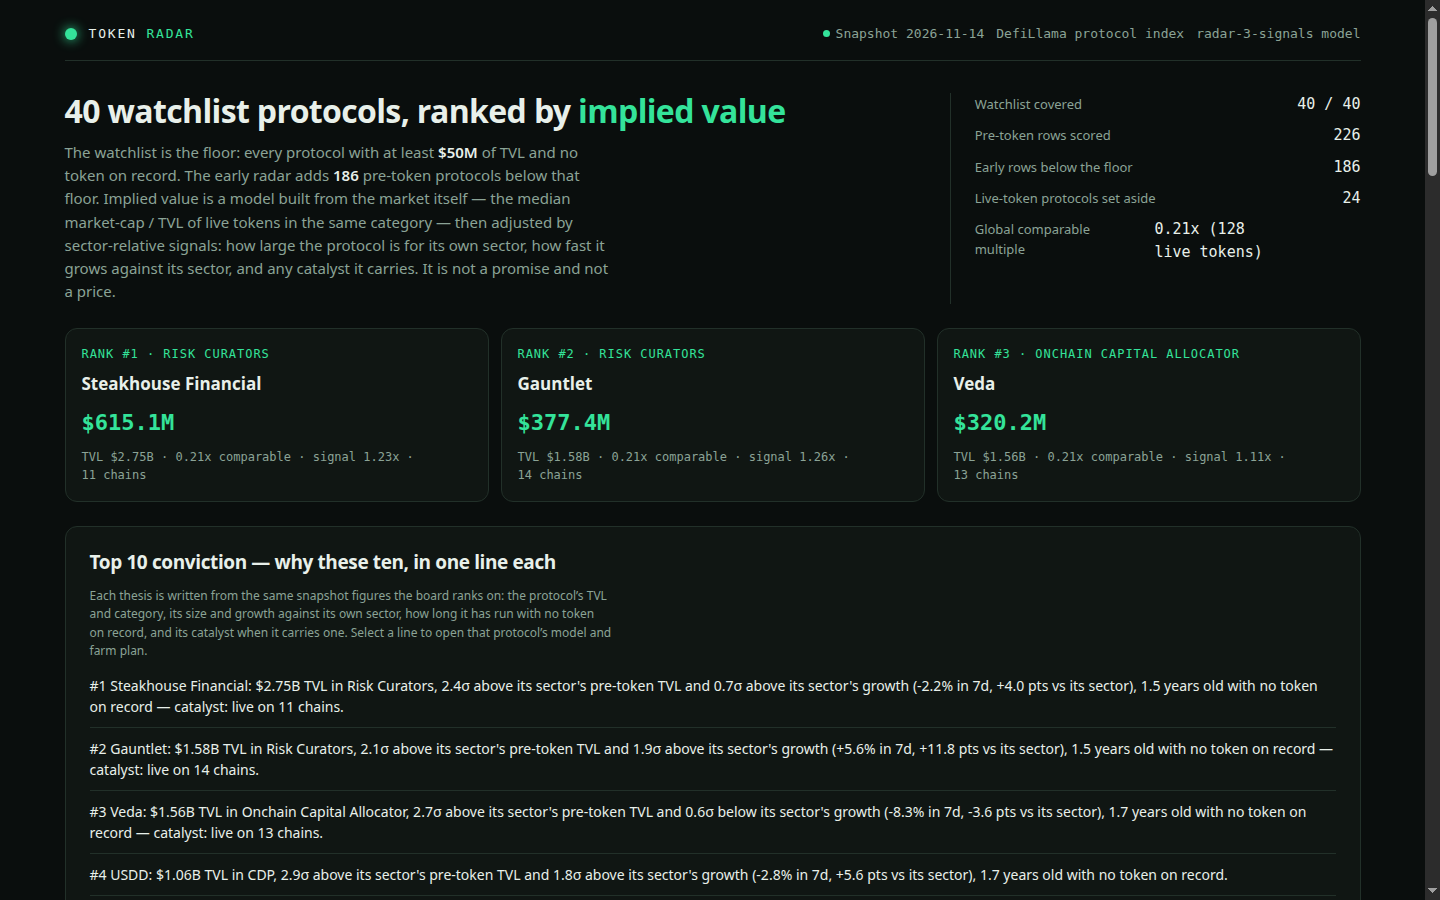 TOKEN RADAR
Snapshot 2026-11-14 DefiLlama protocol index radar-3-signals model
40 watchlist protocols, ranked by implied value
The watchlist is the floor: every protocol with at least $50M of TVL and no
token on record. The early radar adds 186 pre-token protocols below that
floor. Implied value is a model built from the market itself — the median
market-cap / TVL of live tokens in the same category — then adjusted by
sector-relative signals: how large the protocol is for its own sector, how fast it
grows against its sector, and any catalyst it carries. It is not a promise and not
a price.
Watchlist covered 40 / 40
Pre-token rows scored 226
Early rows below the floor 186
Live-token protocols set aside 24
Global comparable multiple 0.21x (128 live tokens)
RANK #1 · RISK CURATORS
Steakhouse Financial
$615.1M
TVL $2.75B · 0.21x comparable · signal 1.23x ·
11 chains
RANK #2 · RISK CURATORS
Gauntlet
$377.4M
TVL $1.58B · 0.21x comparable · signal 1.26x ·
14 chains
RANK #3 · ONCHAIN CAPITAL ALLOCATOR
Veda
$320.2M
TVL $1.56B · 0.21x comparable · signal 1.11x ·
13 chains
Top 10 conviction — why these ten, in one line each
Each thesis is written from the same snapshot figures the board ranks on: the protocol's TVL
and category, its size and growth against its own sector, how long it has run with no token
on record, and its catalyst when it carries one. Select a line to open that protocol's model and
farm plan.
#1 Steakhouse Financial: $2.75B TVL in Risk Curators, 2.4σ above its sector's pre-token TVL and 0.7σ above its sector's growth (-2.2% in 7d, +4.0 pts vs its sector), 1.5 years old with no token
on record — catalyst: live on 11 chains.
#2 Gauntlet: $1.58B TVL in Risk Curators, 2.1σ above its sector's pre-token TVL and 1.9σ above its sector's growth (+5.6% in 7d, +11.8 pts vs its sector), 1.5 years old with no token on record —
catalyst: live on 14 chains.
#3 Veda: $1.56B TVL in Onchain Capital Allocator, 2.7σ above its sector's pre-token TVL and 0.6σ below its sector's growth (-8.3% in 7d, -3.6 pts vs its sector), 1.7 years old with no token on
record — catalyst: live on 13 chains.
#4 USDD: $1.06B TVL in CDP, 2.9σ above its sector's pre-token TVL and 1.8σ above its sector's growth (-2.8% in 7d, +5.6 pts vs its sector), 1.7 years old with no token on record.